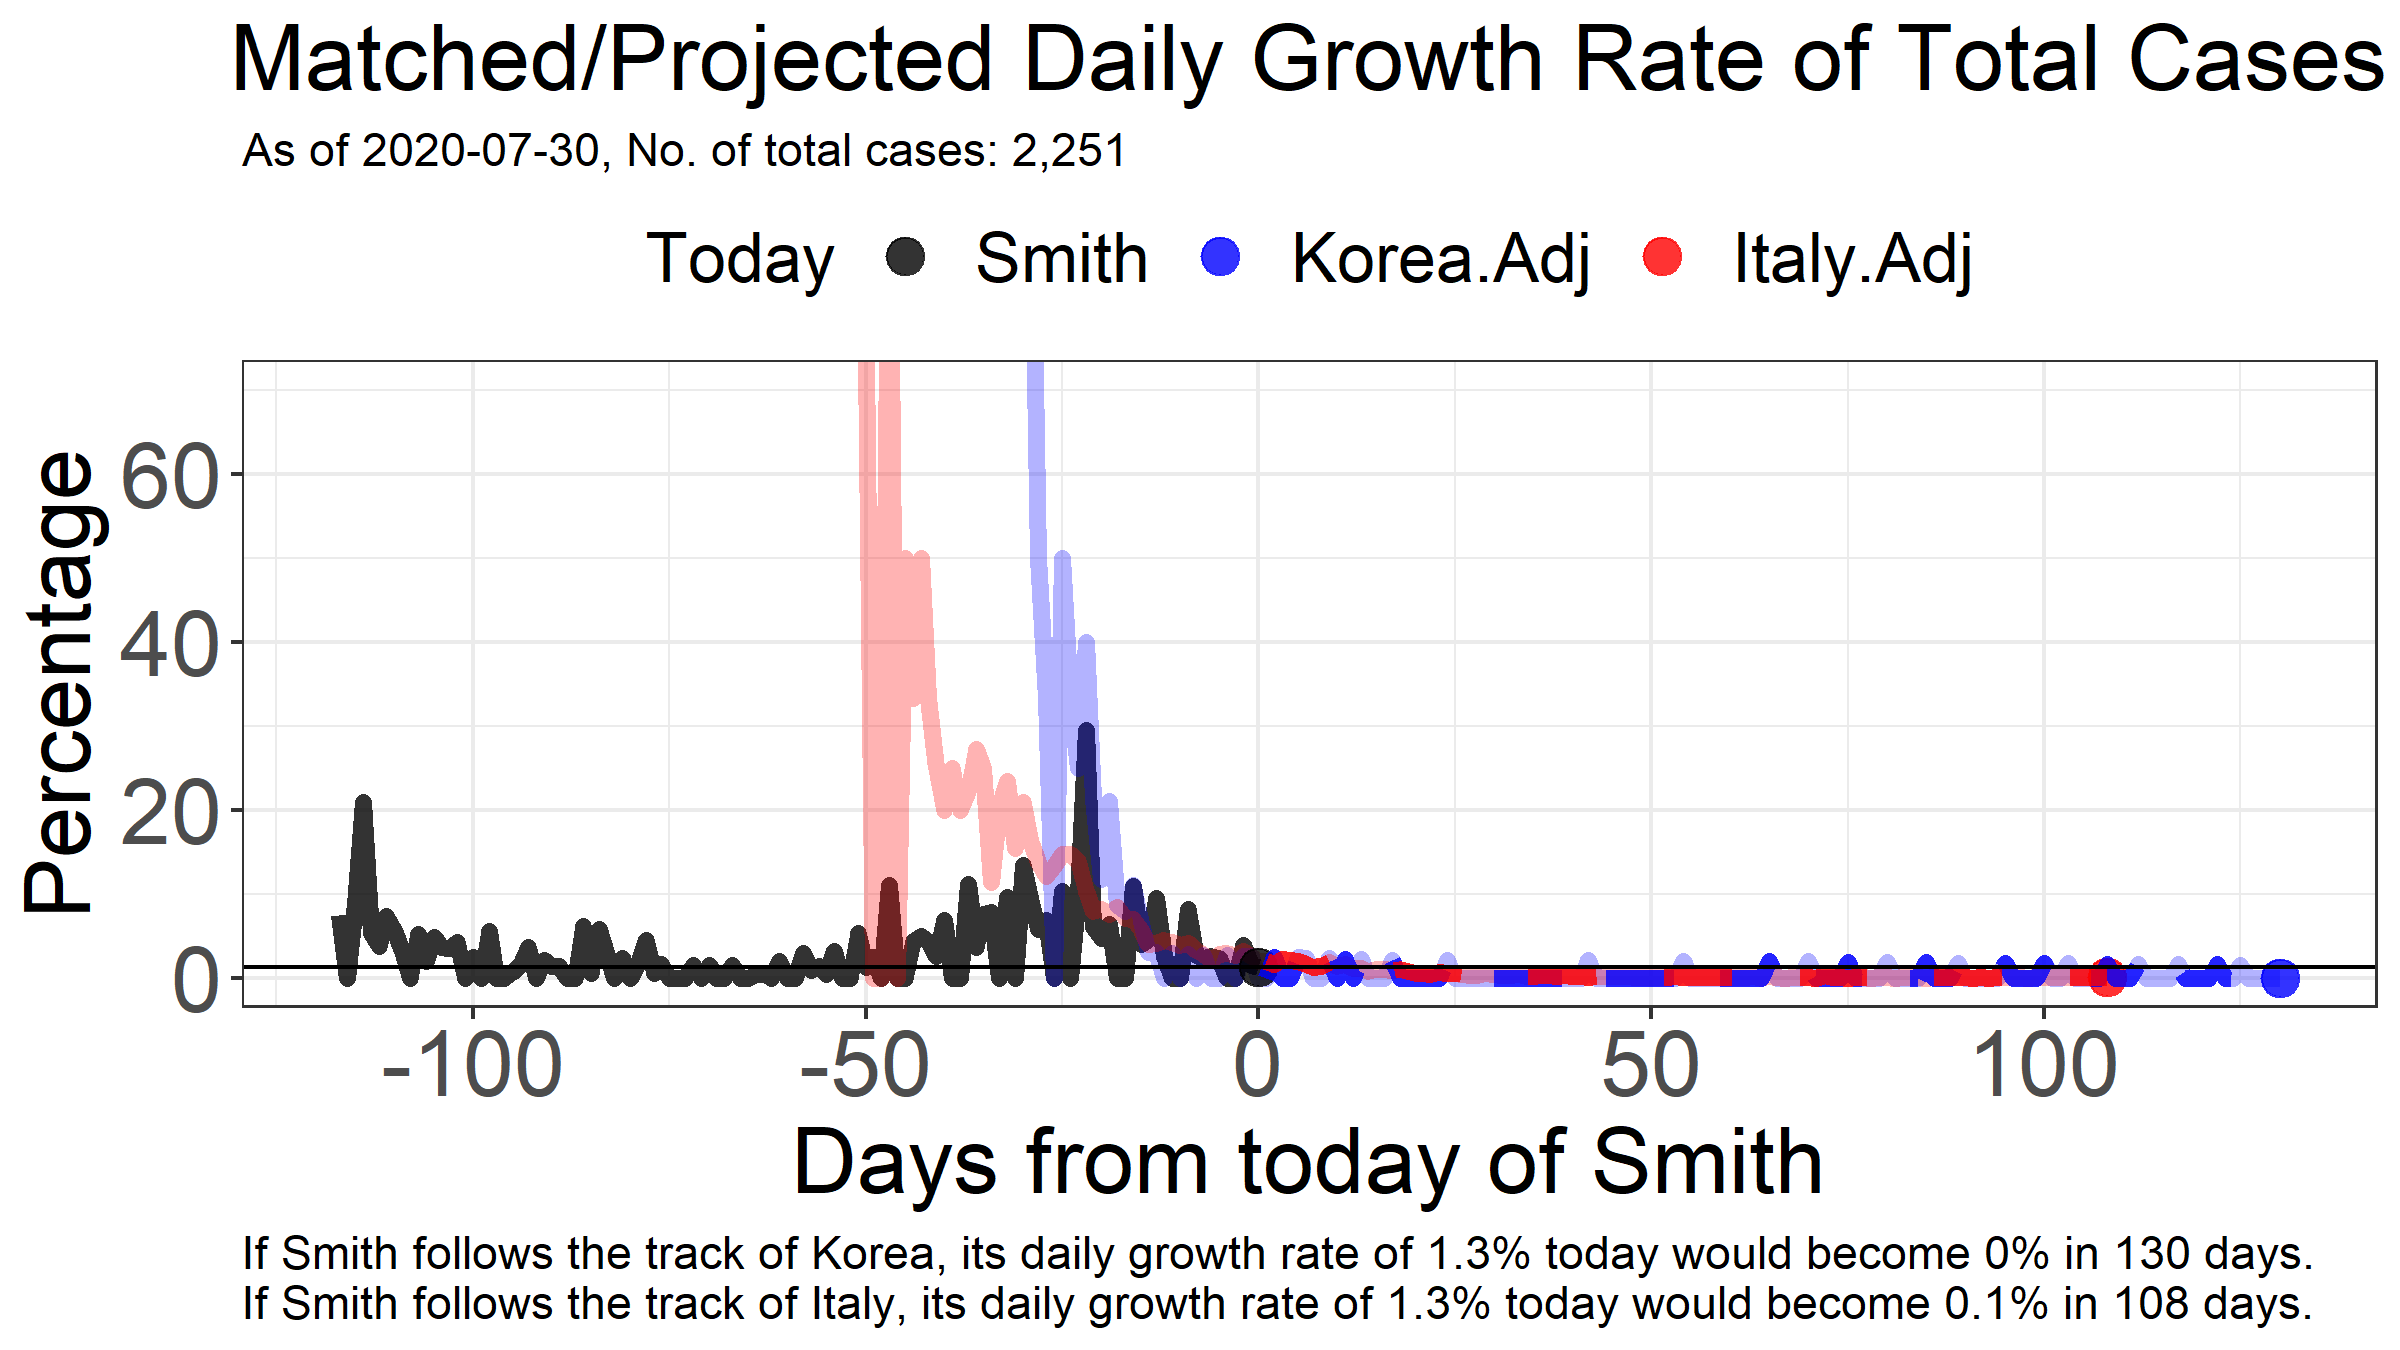 Matched/Projected Daily Growth Rate of Total Cases
As of 2020-07-30, No. of total cases: 2,251
Today Smith Korea.Adj Italy.Adj
Percentage
60
40
20
0
-100 -50 0 50 100
Days from today of Smith
If Smith follows the track of Korea, its daily growth rate of 1.3% today would become 0% in 130 days.
If Smith follows the track of Italy, its daily growth rate of 1.3% today would become 0.1% in 108 days.